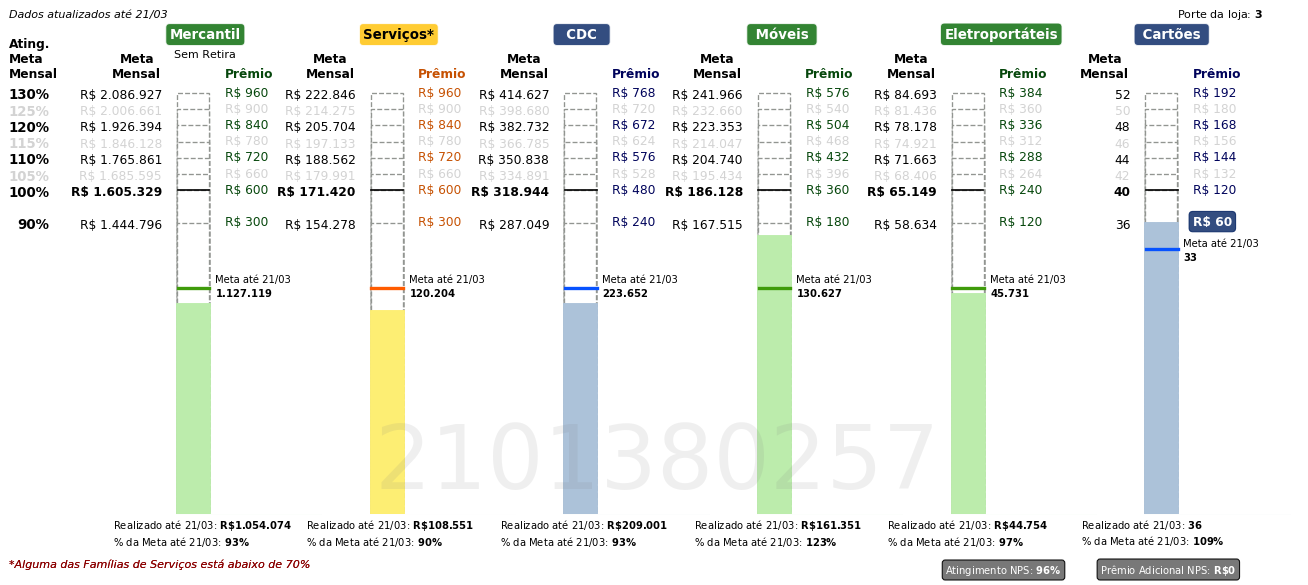 Dados atualizados até 21/03
Porte da loja: 3
Mercantil Serviços* CDC Móveis Eletroportáteis Cartões
Sem Retira
Ating. Meta Mensal
Meta Mensal Prêmio Meta Mensal Prêmio Meta Mensal Prêmio Meta Mensal Prêmio Meta Mensal Prêmio Meta Mensal Prêmio
130% R$ 2.086.927 R$ 960 R$ 222.846 R$ 960 R$ 414.627 R$ 768 R$ 241.966 R$ 576 R$ 84.693 R$ 384 52 R$ 192
125% R$ 2.006.661 R$ 900 R$ 214.275 R$ 900 R$ 398.680 R$ 720 R$ 232.660 R$ 540 R$ 81.436 R$ 360 50 R$ 180
120% R$ 1.926.394 R$ 840 R$ 205.704 R$ 840 R$ 382.732 R$ 672 R$ 223.353 R$ 504 R$ 78.178 R$ 336 48 R$ 168
115% R$ 1.846.128 R$ 780 R$ 197.133 R$ 780 R$ 366.785 R$ 624 R$ 214.047 R$ 468 R$ 74.921 R$ 312 46 R$ 156
110% R$ 1.765.861 R$ 720 R$ 188.562 R$ 720 R$ 350.838 R$ 576 R$ 204.740 R$ 432 R$ 71.663 R$ 288 44 R$ 144
105% R$ 1.685.595 R$ 660 R$ 179.991 R$ 660 R$ 334.891 R$ 528 R$ 195.434 R$ 396 R$ 68.406 R$ 264 42 R$ 132
100% R$ 1.605.329 R$ 600 R$ 171.420 R$ 600 R$ 318.944 R$ 480 R$ 186.128 R$ 360 R$ 65.149 R$ 240 40 R$ 120
90% R$ 1.444.796 R$ 300 R$ 154.278 R$ 300 R$ 287.049 R$ 240 R$ 167.515 R$ 180 R$ 58.634 R$ 120 36 R$ 60
Meta até 21/03
33
Meta até 21/03 Meta até 21/03 Meta até 21/03 Meta até 21/03 Meta até 21/03
1.127.119 120.204 223.652 130.627 45.731
2101380257
Realizado até 21/03: R$1.054.074 Realizado até 21/03: R$108.551 Realizado até 21/03: R$209.001 Realizado até 21/03: R$161.351 Realizado até 21/03: R$44.754 Realizado até 21/03: 36
% da Meta até 21/03: 93% % da Meta até 21/03: 90% % da Meta até 21/03: 93% % da Meta até 21/03: 123% % da Meta até 21/03: 97% % da Meta até 21/03: 109%
*Alguma das Famílias de Serviços está abaixo de 70%
Atingimento NPS: 96% Prêmio Adicional NPS: R$0